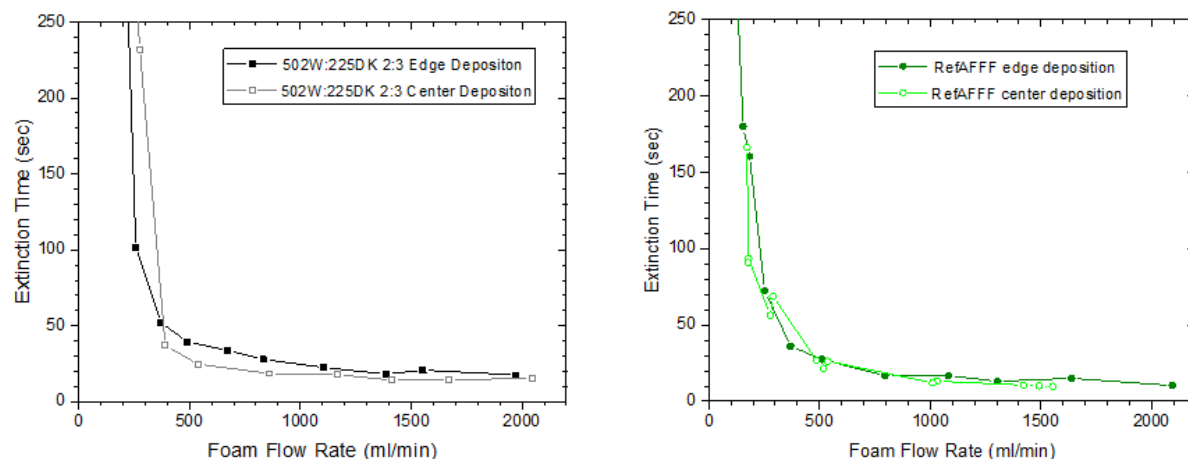 250
200
150
100
50
0
Extinction Time (sec)
502W:225DK 2:3 Edge Depositon
502W:225DK 2:3 Center Depositon
0 500 1000 1500 2000
Foam Flow Rate (ml/min)
250
200
150
100
50
0
Extinction Time (sec)
RefAFFF edge deposition
RefAFFF center deposition
0 500 1000 1500 2000
Foam Flow Rate (ml/min)